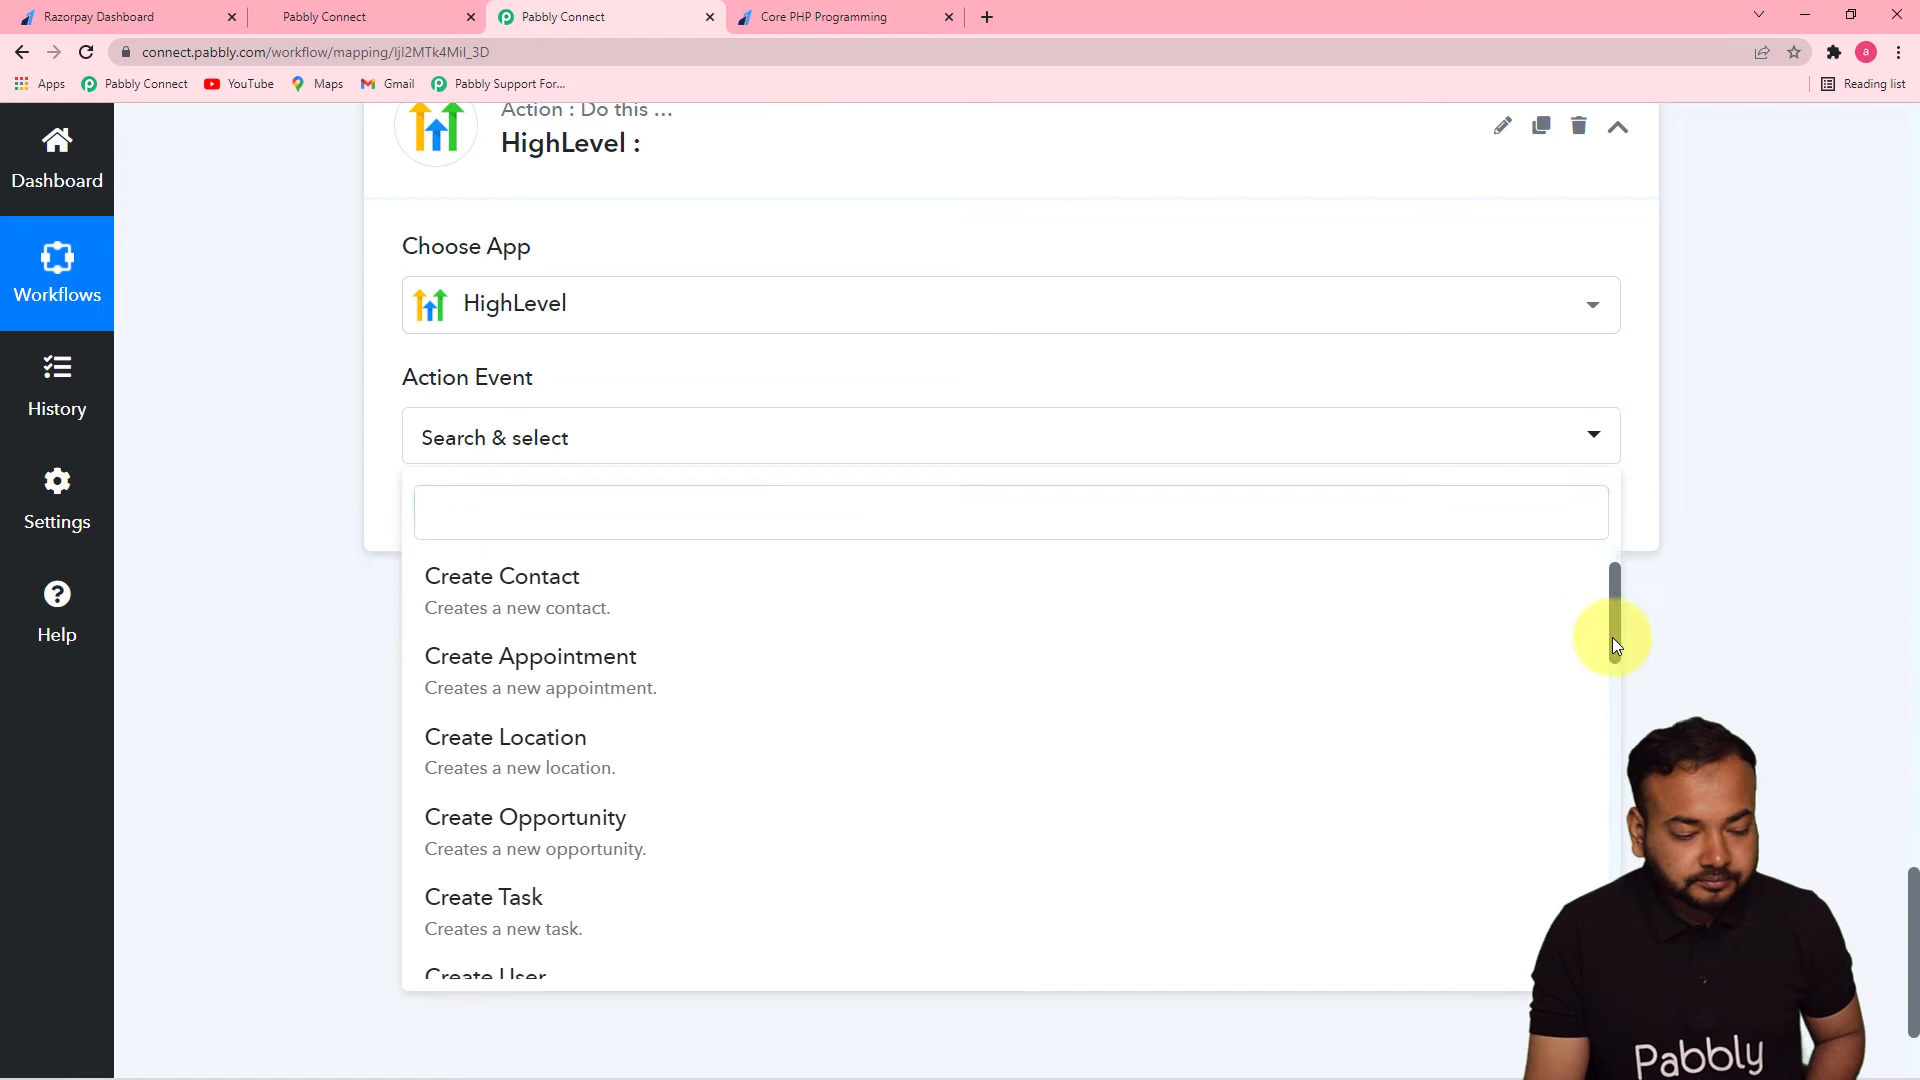 Razorpay Dashboard
Pabbly Connect
Pabbly Connect
Core PHP Programming
connect.pabbly.com/workflow/mapping/IjI2MTk4MiI_3D
Apps
Pabbly Connect
YouTube
Maps
Gmail
Pabbly Support For...
Reading list
a
Action : Do this ...
HighLevel :
Dashboard
Workflows
History
Settings
Help
Choose App
HighLevel
Action Event
Search & select
Create Contact
Creates a new contact.
Create Appointment
Creates a new appointment.
Create Location
Creates a new location.
Create Opportunity
Creates a new opportunity.
Create Task
Creates a new task.
Create User
Pabbly